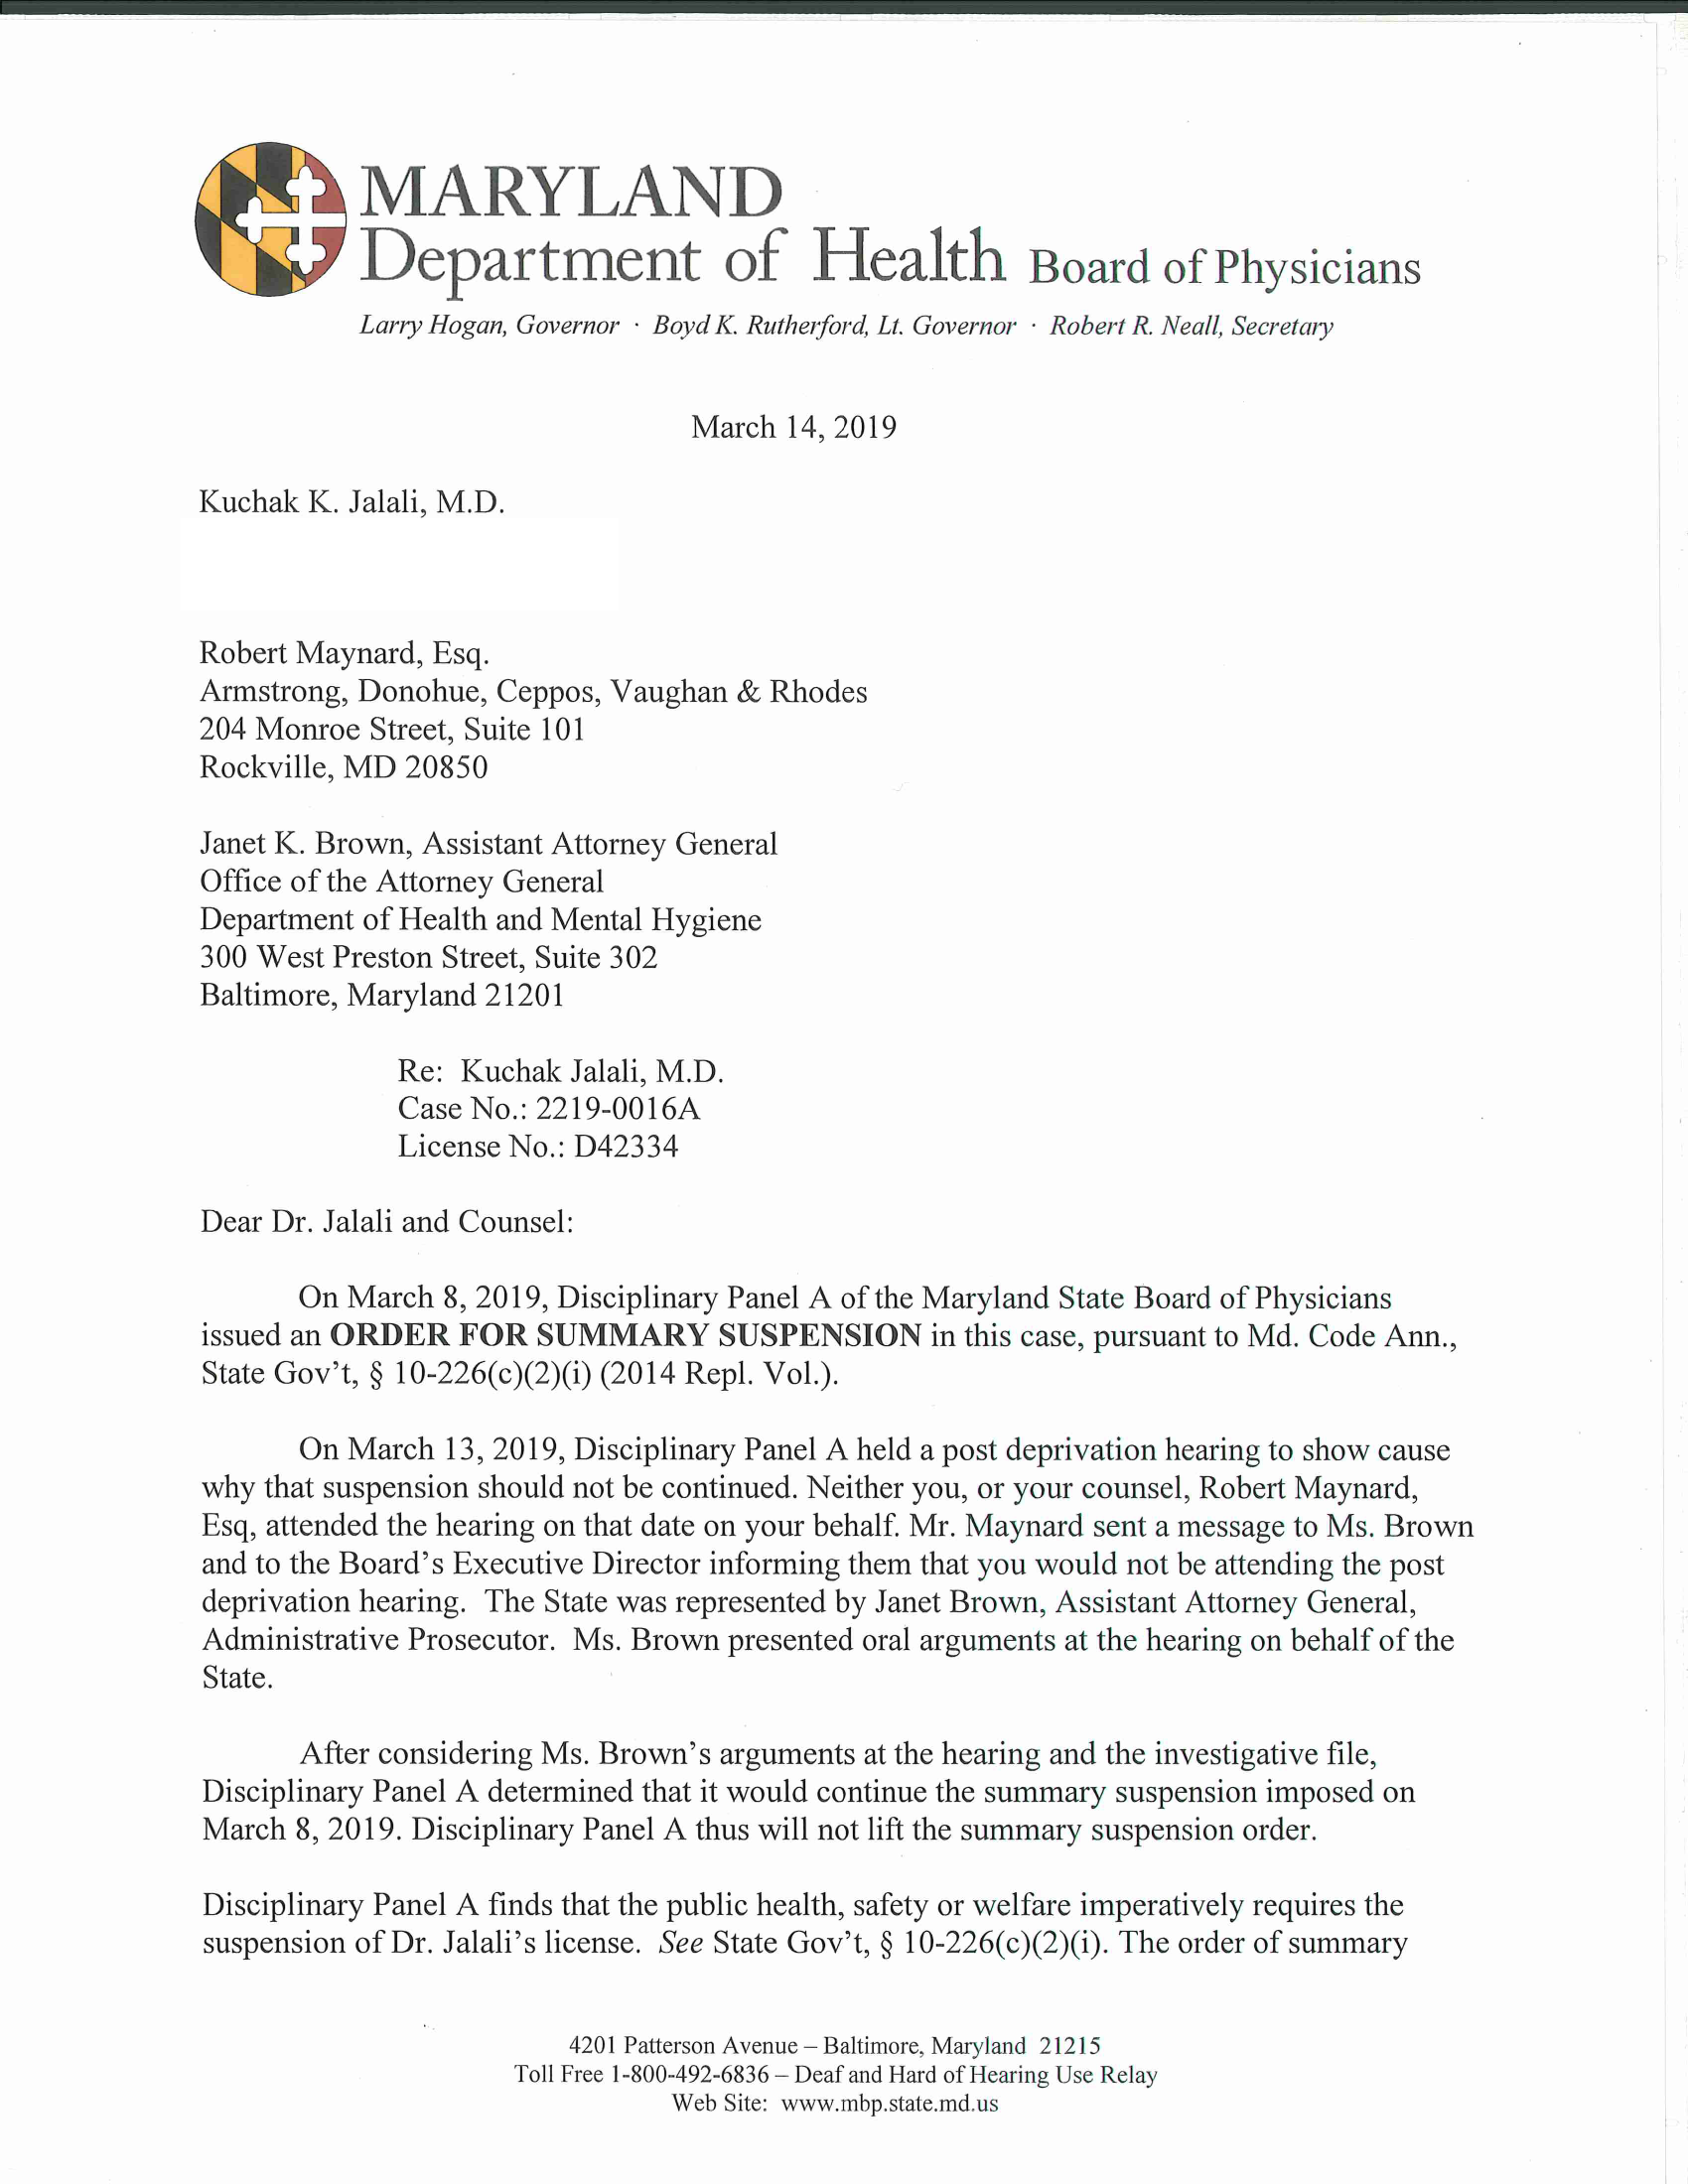 MARYLAND
Department of Health Board of Physicians
Larry Hogan, Governor · Boyd K. Rutherford, Lt. Governor · Robert R. Neall, Secretary
March 14, 2019
Kuchak K. Jalali, M.D.
Robert Maynard, Esq.
Armstrong, Donohue, Ceppos, Vaughan & Rhodes
204 Monroe Street, Suite 101
Rockville, MD 20850
Janet K. Brown, Assistant Attorney General
Office of the Attorney General
Department of Health and Mental Hygiene
300 West Preston Street, Suite 302
Baltimore, Maryland 21201
Re: Kuchak Jalali, M.D.
Case No.: 2219-0016A
License No.: D42334
Dear Dr. Jalali and Counsel:
On March 8, 2019, Disciplinary Panel A of the Maryland State Board of Physicians
issued an ORDER FOR SUMMARY SUSPENSION in this case, pursuant to Md. Code Ann.,
State Gov't, § 10-226(c)(2)(i) (2014 Repl. Vol.).
On March 13, 2019, Disciplinary Panel A held a post deprivation hearing to show cause
why that suspension should not be continued. Neither you, or your counsel, Robert Maynard,
Esq, attended the hearing on that date on your behalf. Mr. Maynard sent a message to Ms. Brown
and to the Board's Executive Director informing them that you would not be attending the post
deprivation hearing. The State was represented by Janet Brown, Assistant Attorney General,
Administrative Prosecutor. Ms. Brown presented oral arguments at the hearing on behalf of the
State.
After considering Ms. Brown's arguments at the hearing and the investigative file,
Disciplinary Panel A determined that it would continue the summary suspension imposed on
March 8, 2019. Disciplinary Panel A thus will not lift the summary suspension order.
Disciplinary Panel A finds that the public health, safety or welfare imperatively requires the
suspension of Dr. Jalali's license. See State Gov't, § 10-226(c)(2)(i). The order of summary
4201 Patterson Avenue – Baltimore, Maryland 21215
Toll Free 1-800-492-6836 – Deaf and Hard of Hearing Use Relay
Web Site: www.mbp.state.md.us